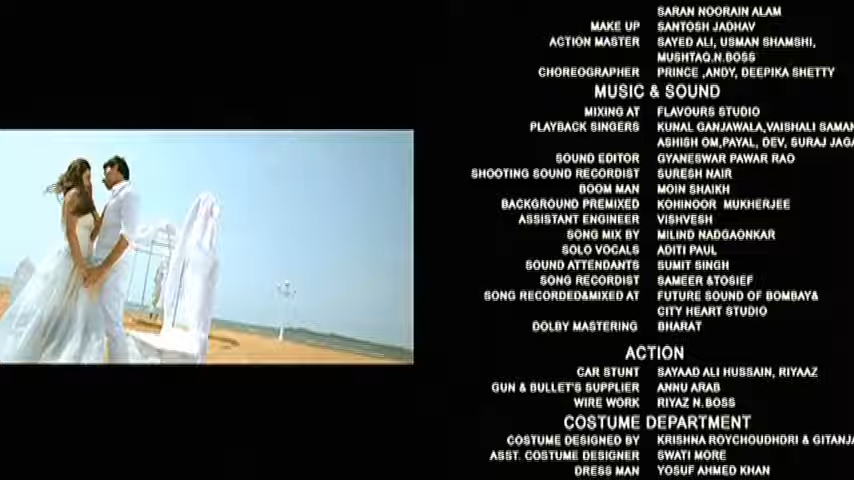 SARAN NOORAIN ALAM
MAKE UP SANTOSH JADHAV
ACTION MASTER SAYED ALI, USMAN SHAMSHI,
MUSHTAQ.N.BOSS
CHOREOGRAPHER PRINCE ,ANDY, DEEPIKA SHETTY
MUSIC & SOUND
MIXING AT FLAVOURS STUDIO
PLAYBACK SINGERS KUNAL GANJAWALA,VAISHALI SAMAN
ASHISH OM,PAYAL, DEV, SURAJ JAGA
SOUND EDITOR GYANESWAR PAWAR RAO
SHOOTING SOUND RECORDIST SURESH NAIR
BOOM MAN MOIN SHAIKH
BACKGROUND PREMIXED KOHINOOR MUKHERJEE
ASSISTANT ENGINEER VISHVESH
SONG MIX BY MILIND NADGAONKAR
SOLO VOCALS ADITI PAUL
SOUND ATTENDANTS SUMIT SINGH
SONG RECORDIST SAMEER &TOSIEF
SONG RECORDED&MIXED AT FUTURE SOUND OF BOMBAY&
CITY HEART STUDIO
DOLBY MASTERING BHARAT
ACTION
CAR STUNT SAYAAD ALI HUSSAIN, RIYAAZ
GUN & BULLET'S SUPPLIER ANNU ARAB
WIRE WORK RIYAZ N.BOSS
COSTUME DEPARTMENT
COSTUME DESIGNED BY KRISHNA ROYCHOUDHDRI & GITANJA
ASST. COSTUME DESIGNER SWATI MORE
DRESS MAN YOSUF AHMED KHAN